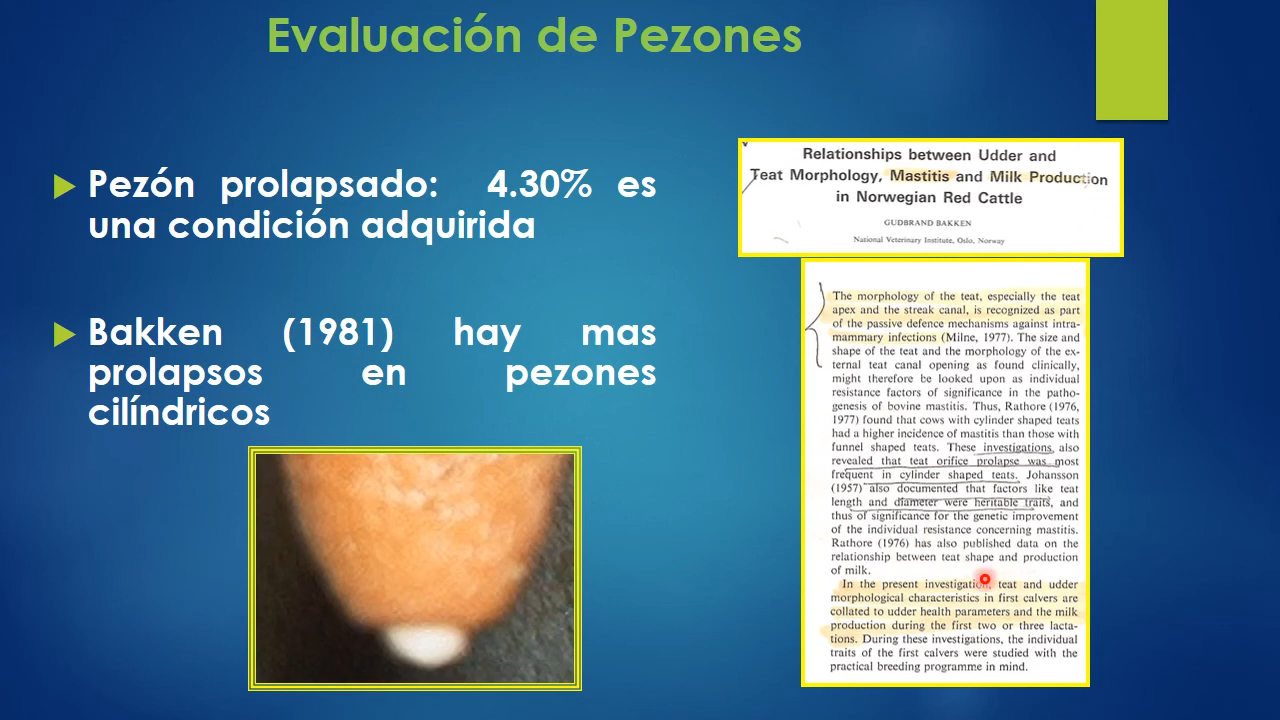 Evaluación de Pezones
Pezón prolapsado: 4.30% es
una condición adquirida
Bakken (1981) hay mas
prolapsos en pezones
cilíndricos
Relationships between Udder and
Teat Morphology, Mastitis and Milk Production
in Norwegian Red Cattle
GUDBRAND BAKKEN
National Veterinary Institute, Oslo, Norway
The morphology of the teat, especially the teat
apex and the streak canal, is recognized as part
of the passive defence mechanisms against intra-
mammary infections (Milne, 1977). The size and
shape of the teat and the morphology of the ex-
ternal teat canal opening as found clinically,
might therefore be looked upon as individual
resistance factors of significance in the patho-
genesis of bovine mastitis. Thus, Rathore (1976,
1977) found that cows with cylinder shaped teats
had a higher incidence of mastitis than those with
funnel shaped teats. These investigations, also
revealed that teat orifice prolapse was most
frequent in cylinder shaped teats. Johansson
(1957) also documented that factors like teat
length and diameter were heritable traits, and
thus of significance for the genetic improvement
of the individual resistance concerning mastitis.
Rathore (1976) has also published data on the
relationship between teat shape and production
of milk.
In the present investigation, teat and udder
morphological characteristics in first calvers are
collated to udder health parameters and the milk
production during the first two or three lacta-
tions. During these investigations, the individual
traits of the first calvers were studied with the
practical breeding programme in mind.